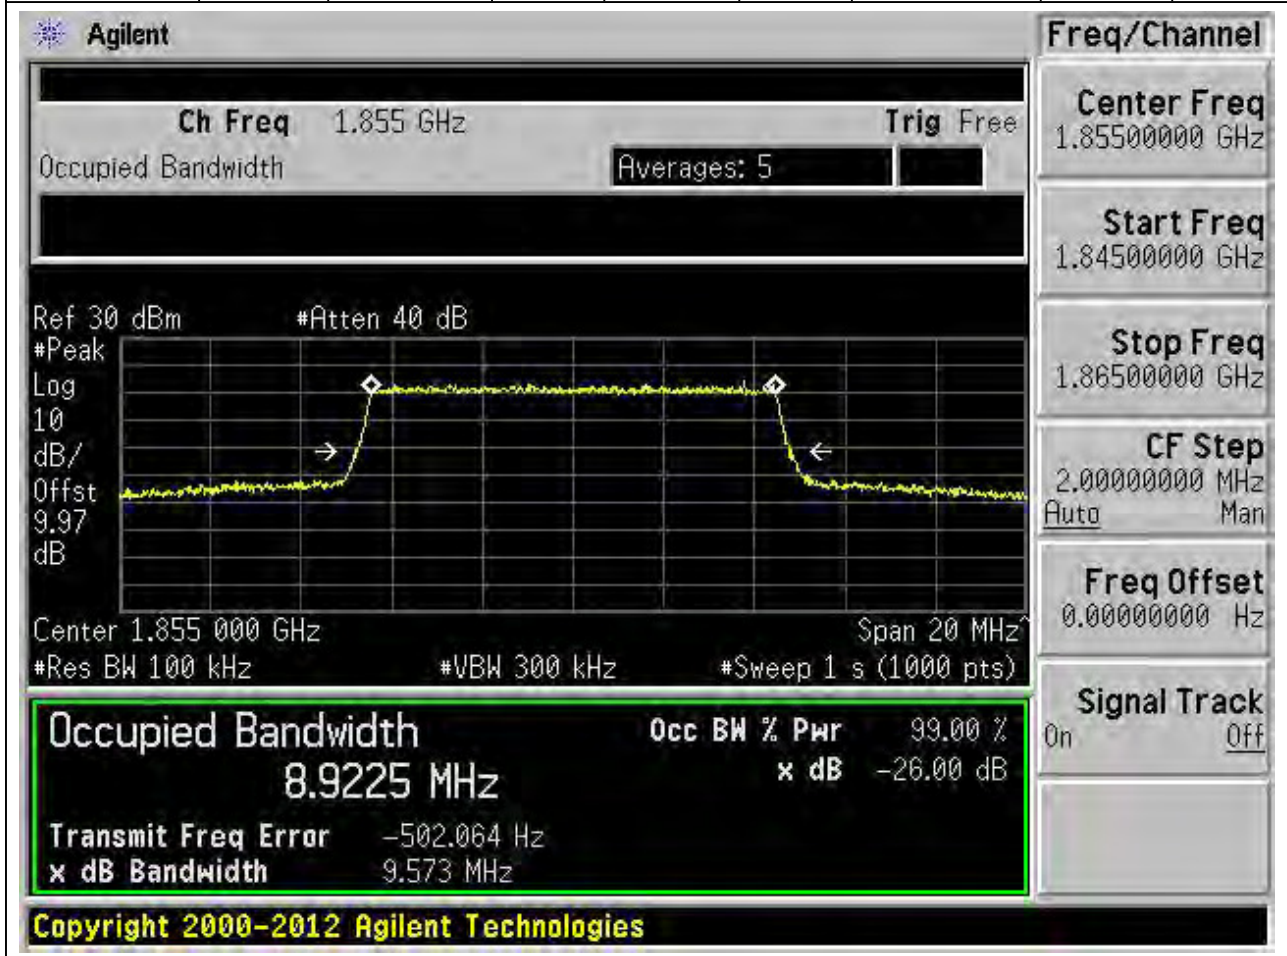 Agilent
Freq/Channel
Ch Freq 1.855 GHz Trig Free
Occupied Bandwidth Averages: 5
Center Freq
1.85500000 GHz
Start Freq
1.84500000 GHz
Stop Freq
1.86500000 GHz
CF Step
2.00000000 MHz
Auto Man
Freq Offset
0.00000000 Hz
Signal Track
On Off
Ref 30 dBm #Atten 40 dB
#Peak
Log
10
dB/
Offst
9.97
dB
Center 1.855 000 GHz Span 20 MHz^
#Res BW 100 kHz #VBW 300 kHz #Sweep 1 s (1000 pts)
Occupied Bandwidth Occ BW % Pwr 99.00 %
8.9225 MHz x dB -26.00 dB
Transmit Freq Error -502.064 Hz
x dB Bandwidth 9.573 MHz
Copyright 2000-2012 Agilent Technologies